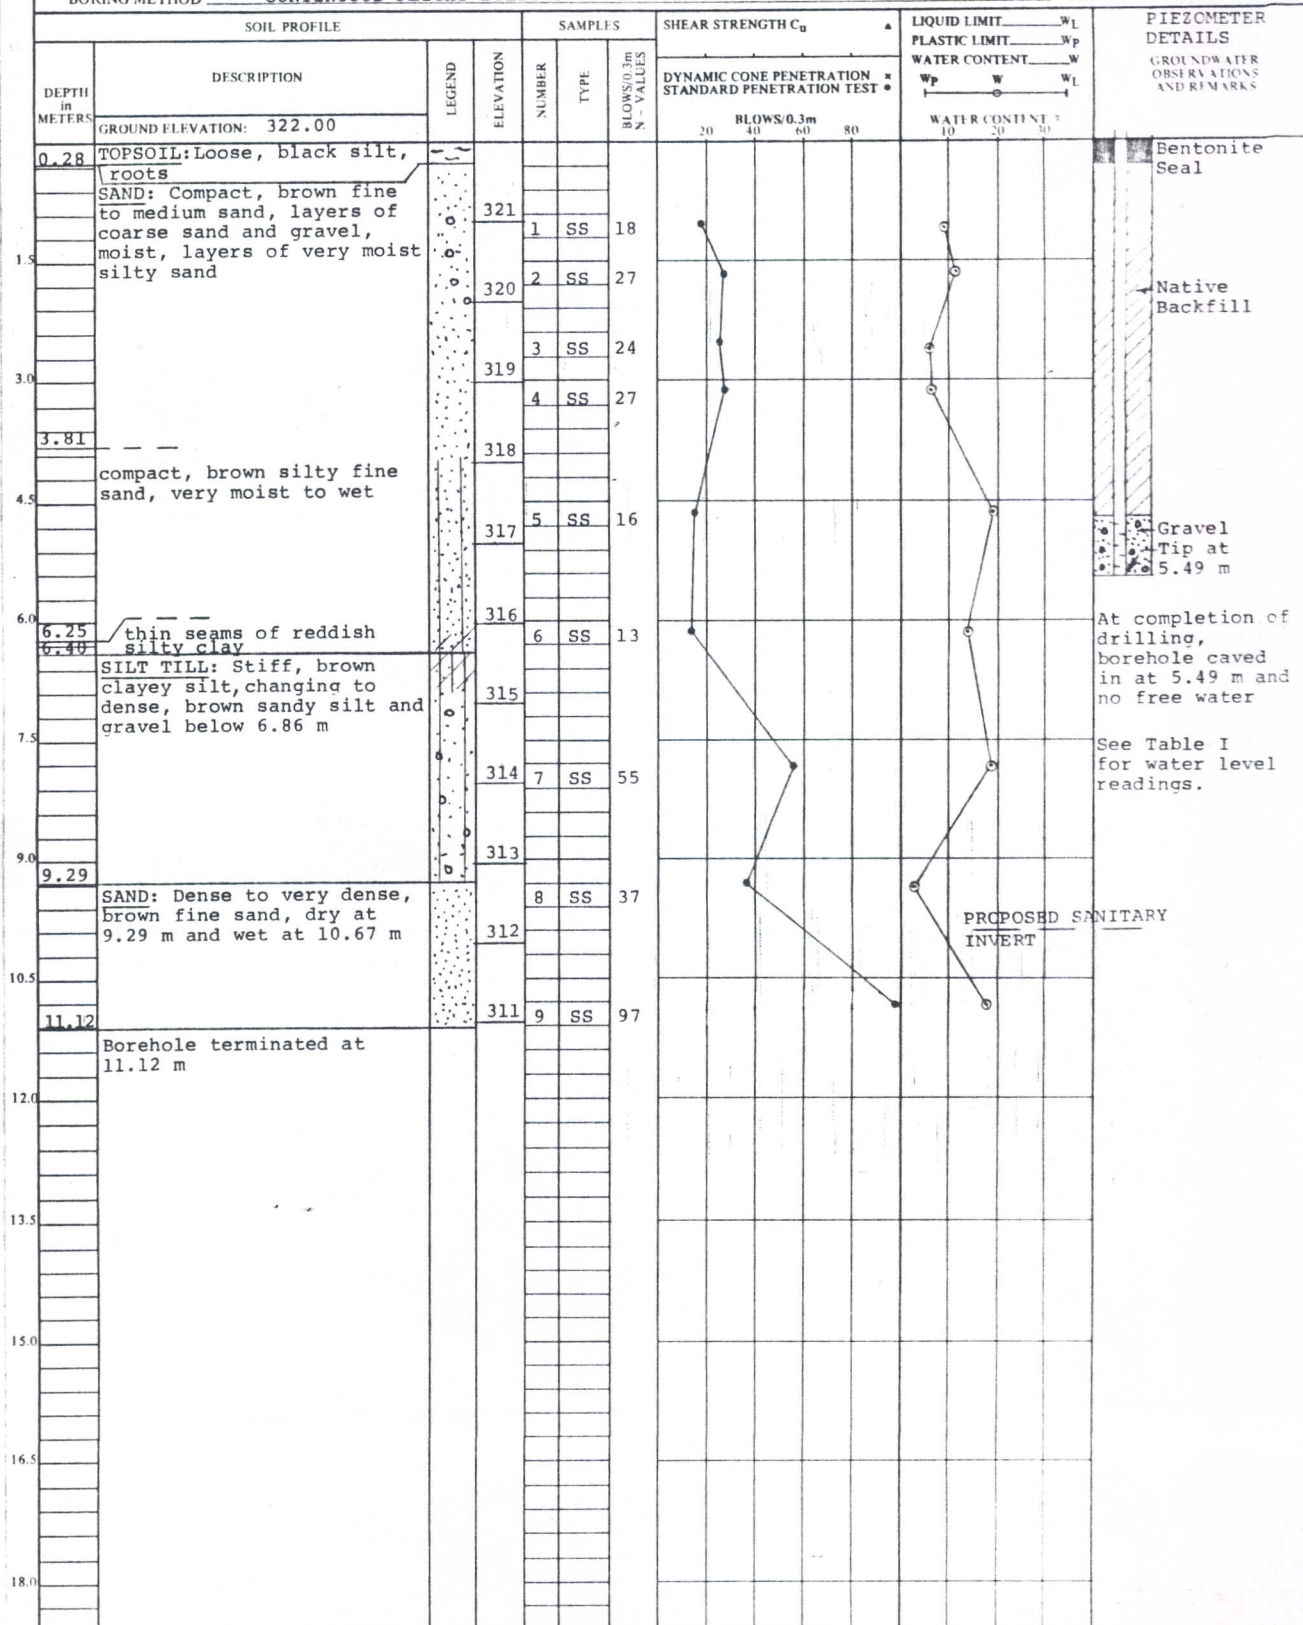 SOIL PROFILE
SAMPLES
SHEAR STRENGTH Cu
LIQUID LIMIT WL
PLASTIC LIMIT WP
WATER CONTENT W
WP W WL
PIEZOMETER
DETAILS
GROUNDWATER
OBSERVATIONS
AND REMARKS
DEPTH
in
METERS
DESCRIPTION
LEGEND
ELEVATION
NUMBER
TYPE
BLOWS/0.3m
N - VALUES
DYNAMIC CONE PENETRATION ×
STANDARD PENETRATION TEST •
BLOWS/0.3m
20 40 60 80
WATER CONTENT
10 20 30
GROUND ELEVATION: 322.00
0.28
TOPSOIL: Loose, black silt,
roots
SAND: Compact, brown fine
to medium sand, layers of
coarse sand and gravel,
moist, layers of very moist
silty sand
321
1 SS 18
1.5
2 SS 27
320
3 SS 24
319
3.0
4 SS 27
3.81
318
compact, brown silty fine
sand, very moist to wet
4.5
5 SS 16
317
316
6.0
6.25
6.40
thin seams of reddish
silty clay
6 SS 13
SILT TILL: Stiff, brown
clayey silt, changing to
dense, brown sandy silt and
gravel below 6.86 m
315
7.5
314
7 SS 55
313
9.0
9.29
SAND: Dense to very dense,
brown fine sand, dry at
9.29 m and wet at 10.67 m
8 SS 37
312
10.5
311
9 SS 97
11.12
Borehole terminated at
11.12 m
12.0
13.5
15.0
16.5
18.0
PROPOSED SANITARY
INVERT
Bentonite
Seal
Native
Backfill
Gravel
Tip at
5.49 m
At completion of
drilling,
borehole caved
in at 5.49 m and
no free water
See Table I
for water level
readings.